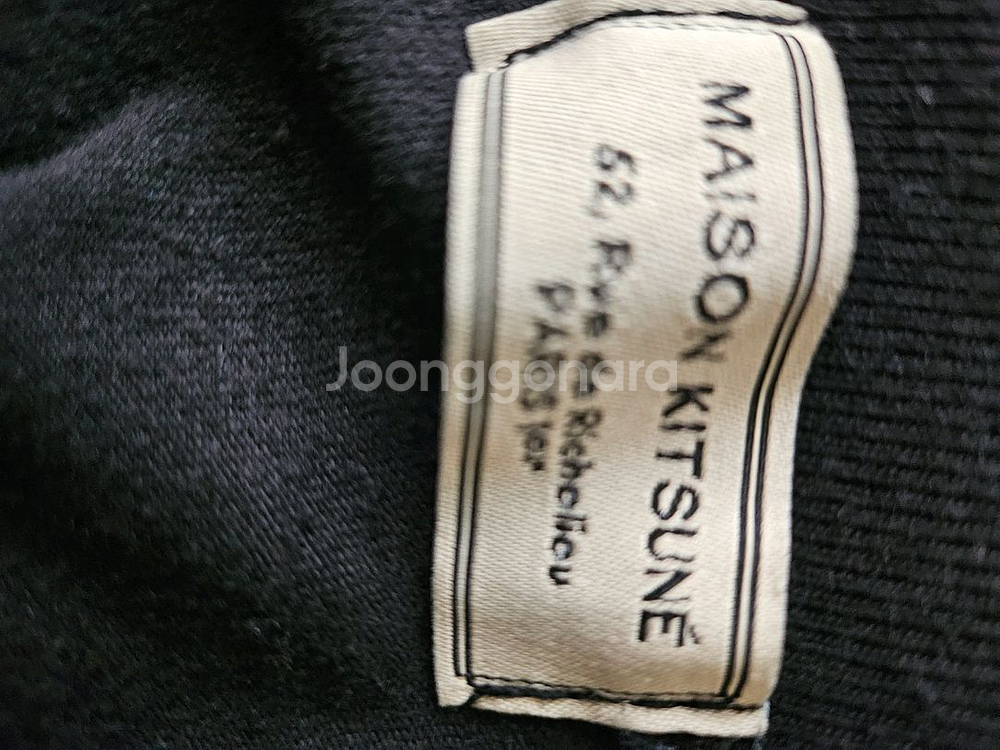 MAISON KITSUNÉ
52, Rue de Richelieu
PARIS 1er
Joonggonara